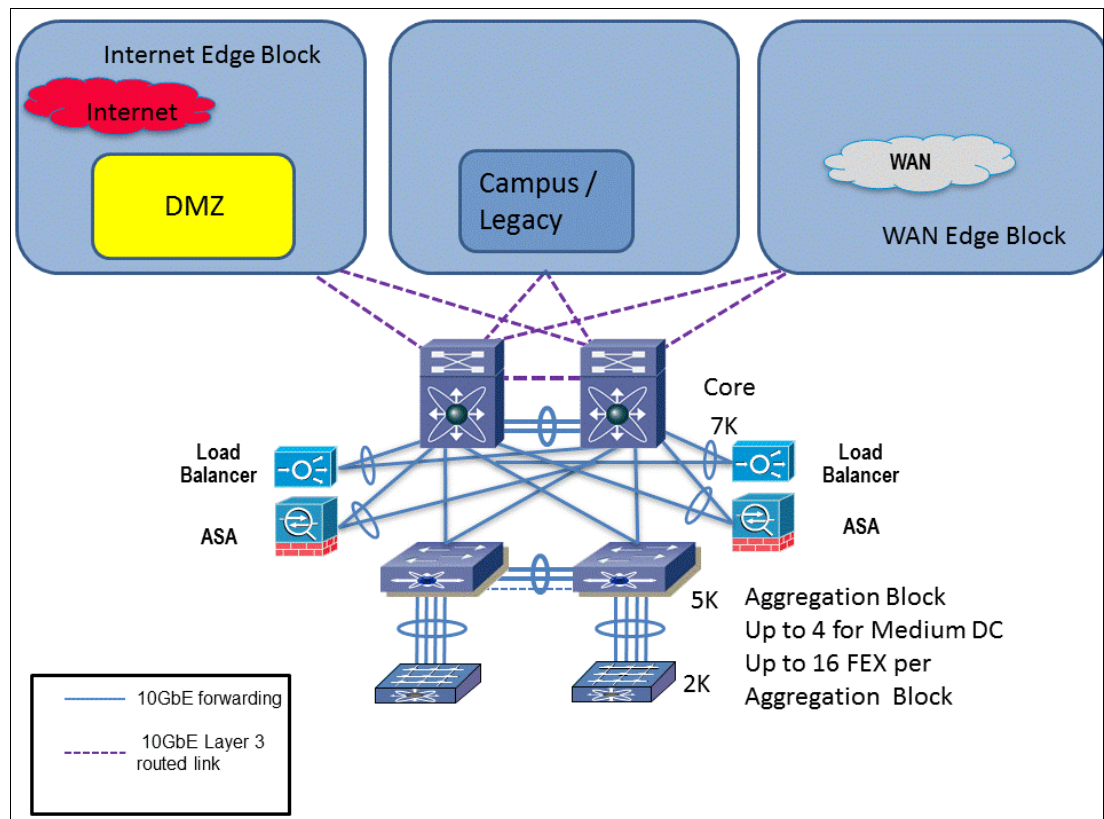 Internet Edge Block
Internet
DMZ
Campus /
Legacy
WAN
WAN Edge Block
Core
7K
Load
Balancer
Load
Balancer
ASA
ASA
5K
Aggregation Block
Up to 4 for Medium DC
Up to 16 FEX per
Aggregation Block
2K
10GbE forwarding
10GbE Layer 3
routed link